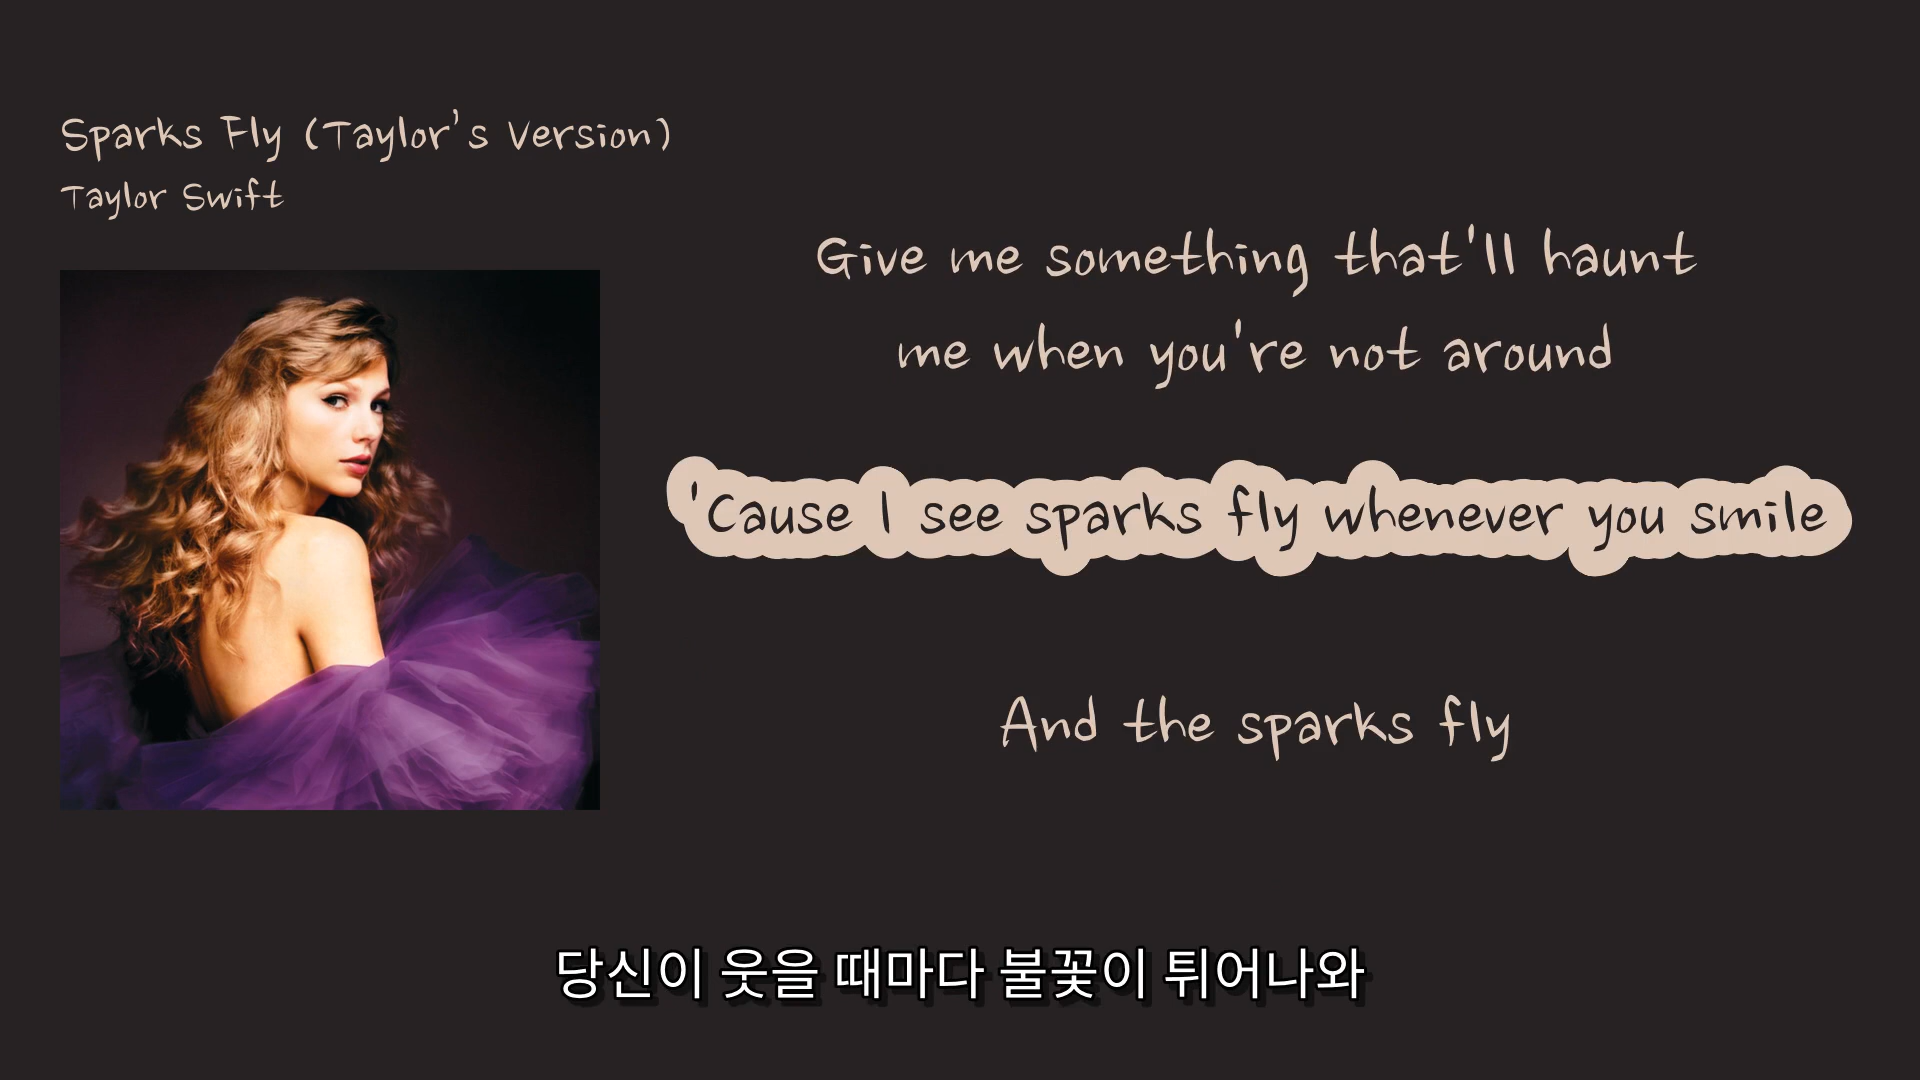 Sparks Fly (Taylor's Version)
Taylor Swift
Give me something that'll haunt
me when you're not around
'Cause I see sparks fly whenever you smile
And the sparks fly
당신이 웃을 때마다 불꽃이 튀어나와